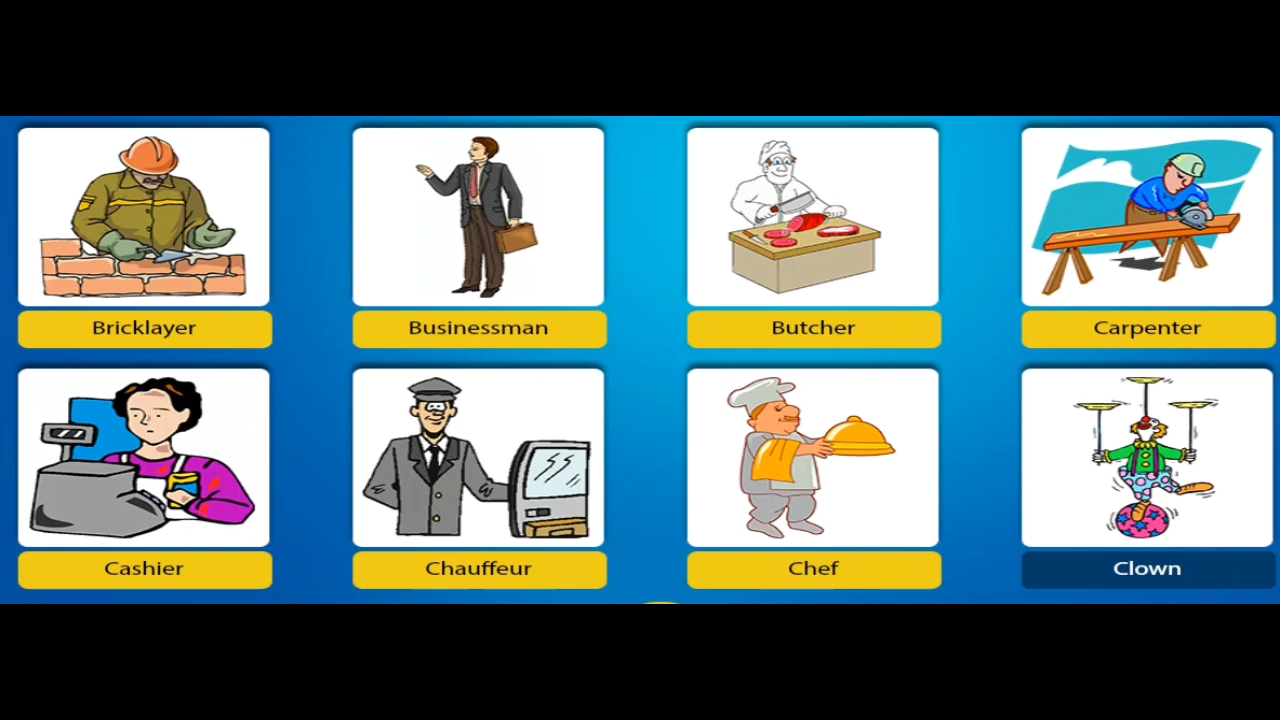 Bricklayer
Businessman
Butcher
Carpenter
Cashier
Chauffeur
Chef
Clown